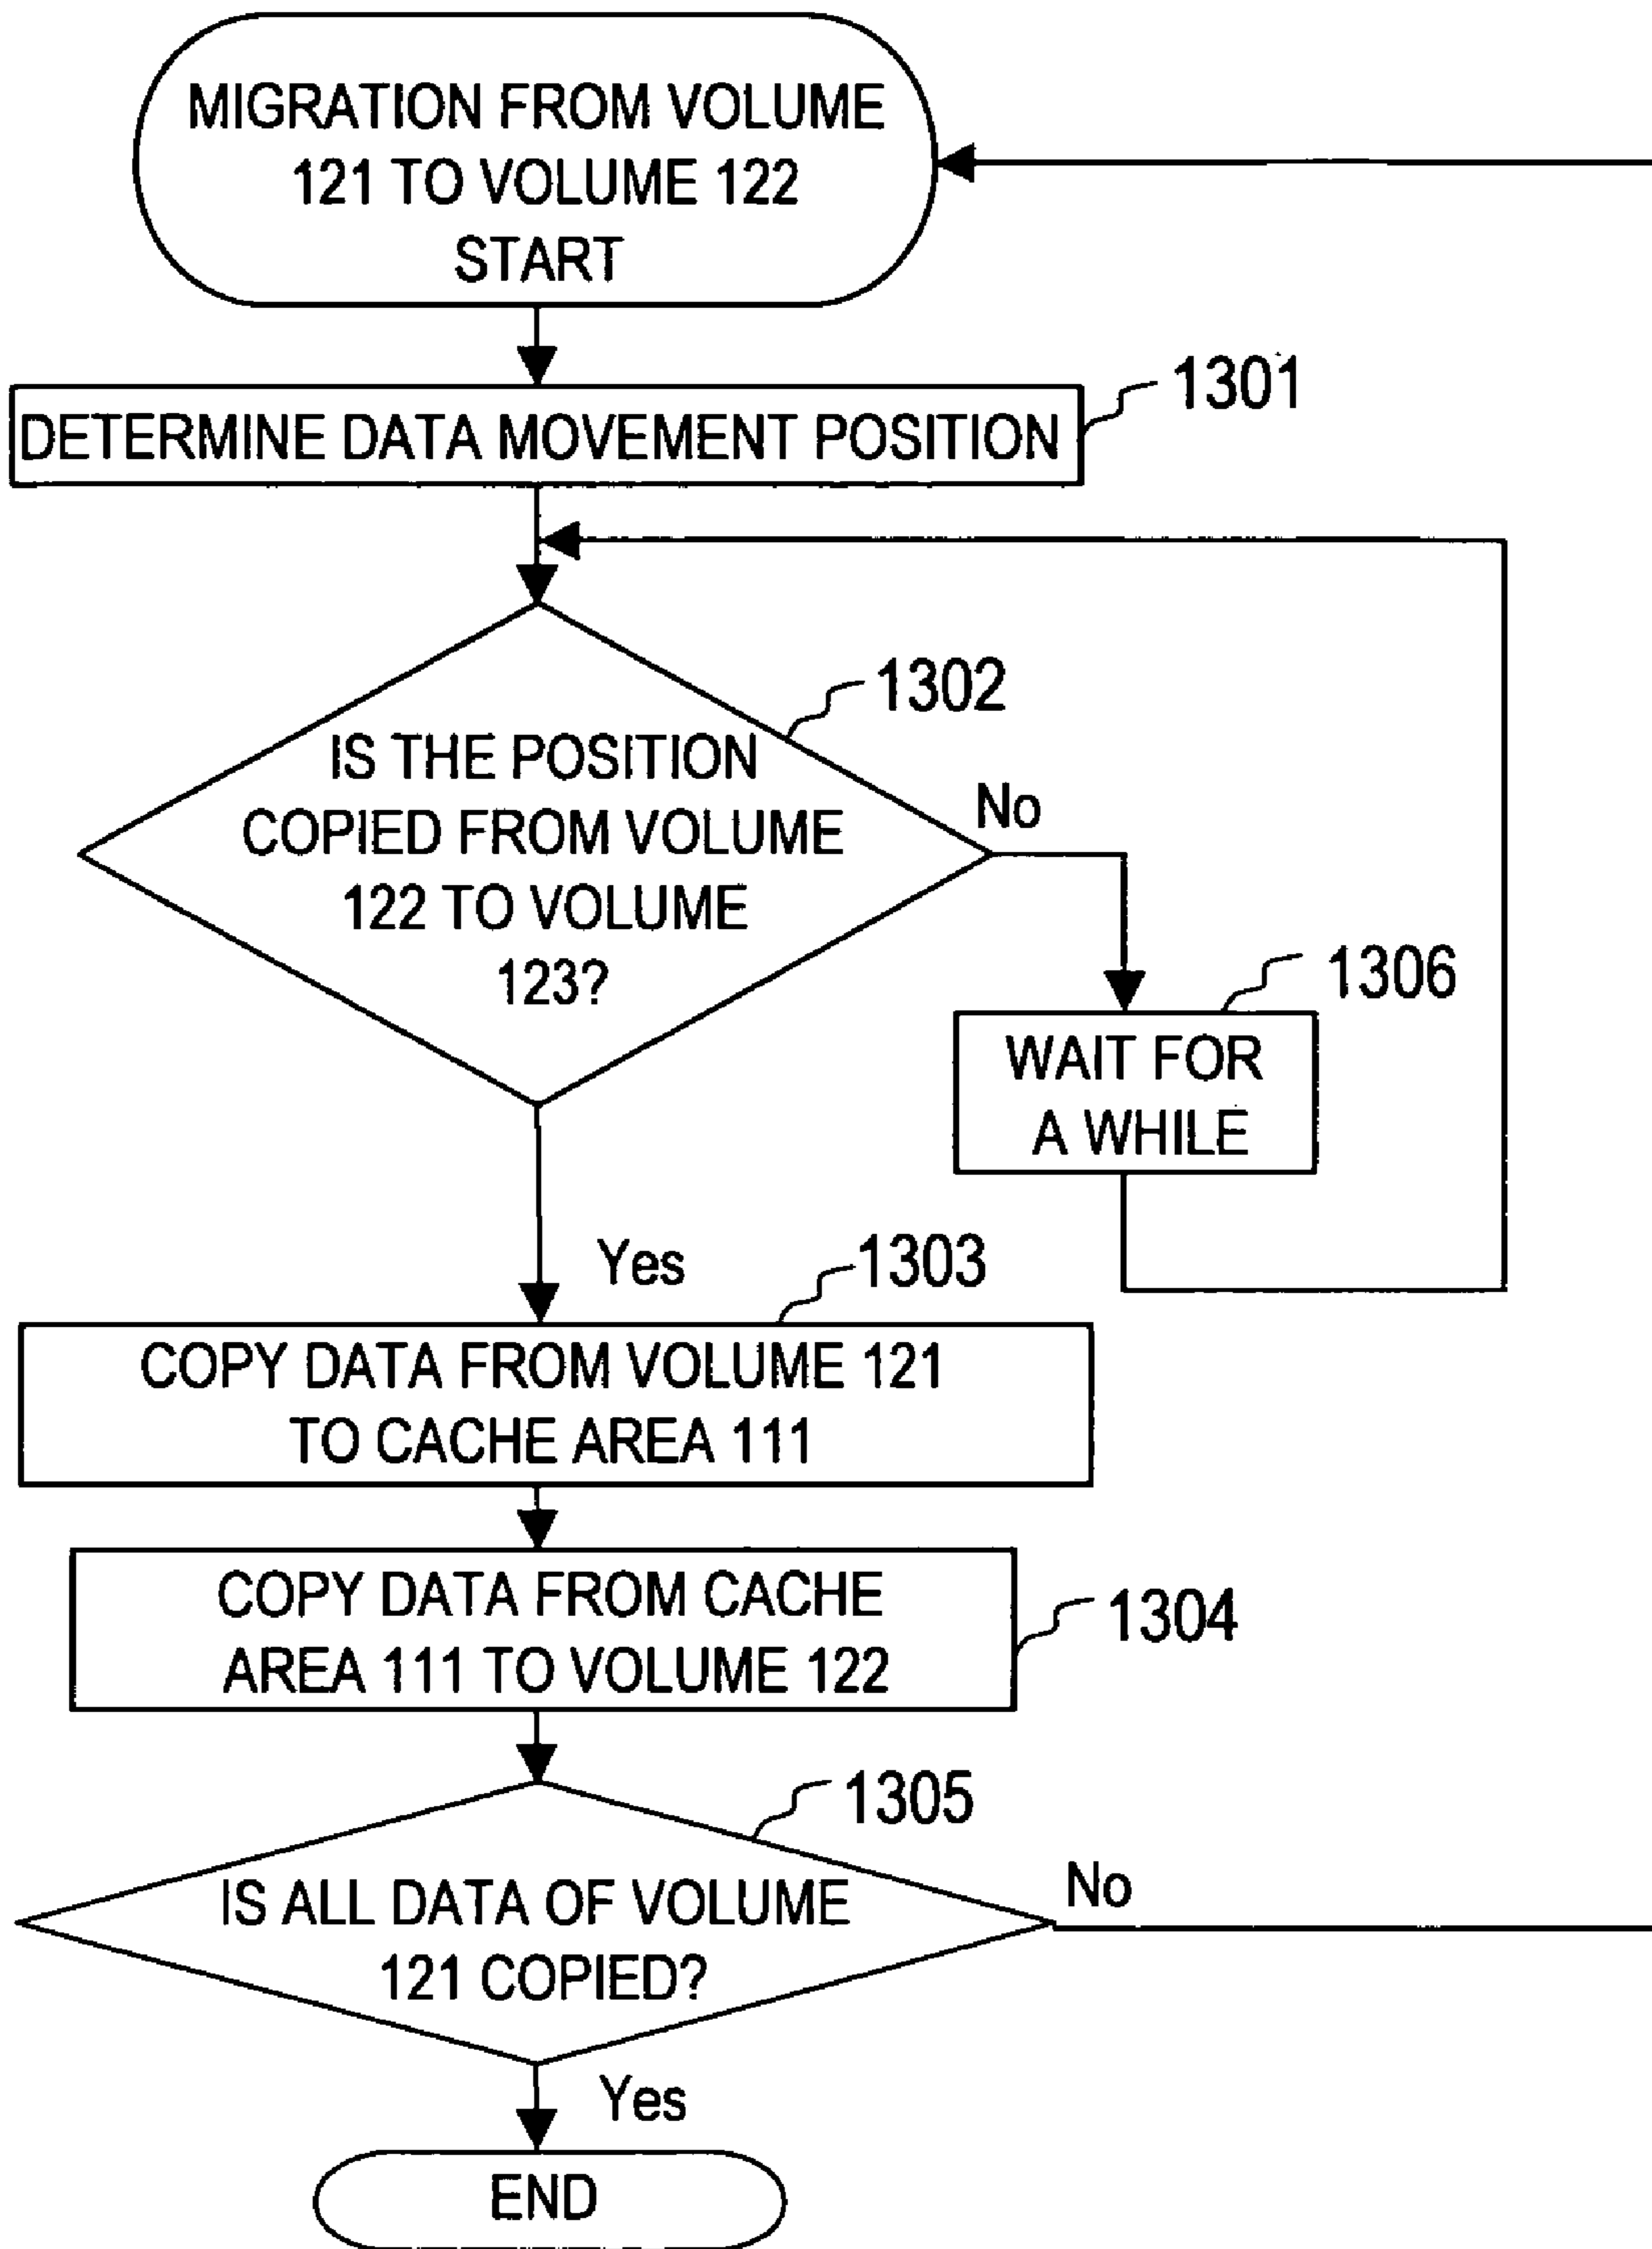 MIGRATION FROM VOLUME
121 TO VOLUME 122
START
1301
DETERMINE DATA MOVEMENT POSITION
1302
IS THE POSITION
COPIED FROM VOLUME
122 TO VOLUME
123?
No
1306
WAIT FOR
A WHILE
Yes
1303
COPY DATA FROM VOLUME 121
TO CACHE AREA 111
COPY DATA FROM CACHE
AREA 111 TO VOLUME 122
1304
1305
IS ALL DATA OF VOLUME
121 COPIED?
No
Yes
END